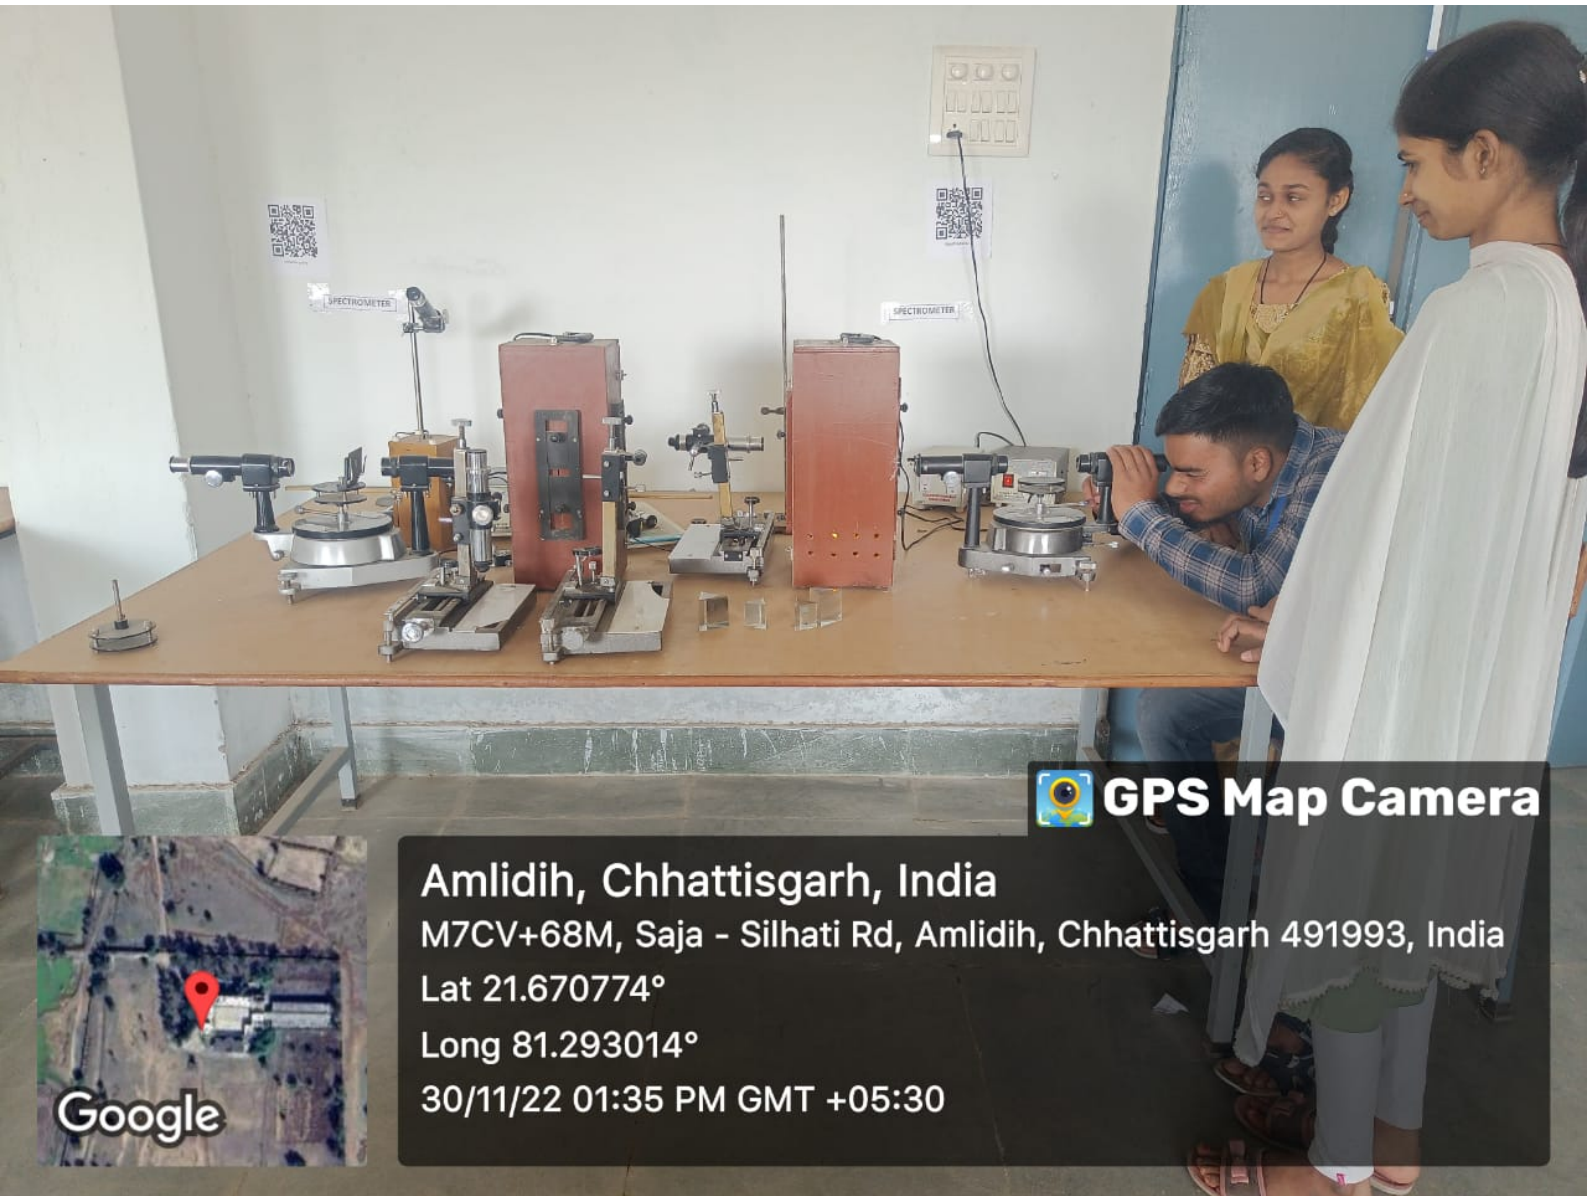 SPECTROMETER
SPECTROMETER
GPS Map Camera
Amlidih, Chhattisgarh, India
M7CV+68M, Saja - Silhati Rd, Amlidih, Chhattisgarh 491993, India
Lat 21.670774°
Long 81.293014°
30/11/22 01:35 PM GMT +05:30
Google